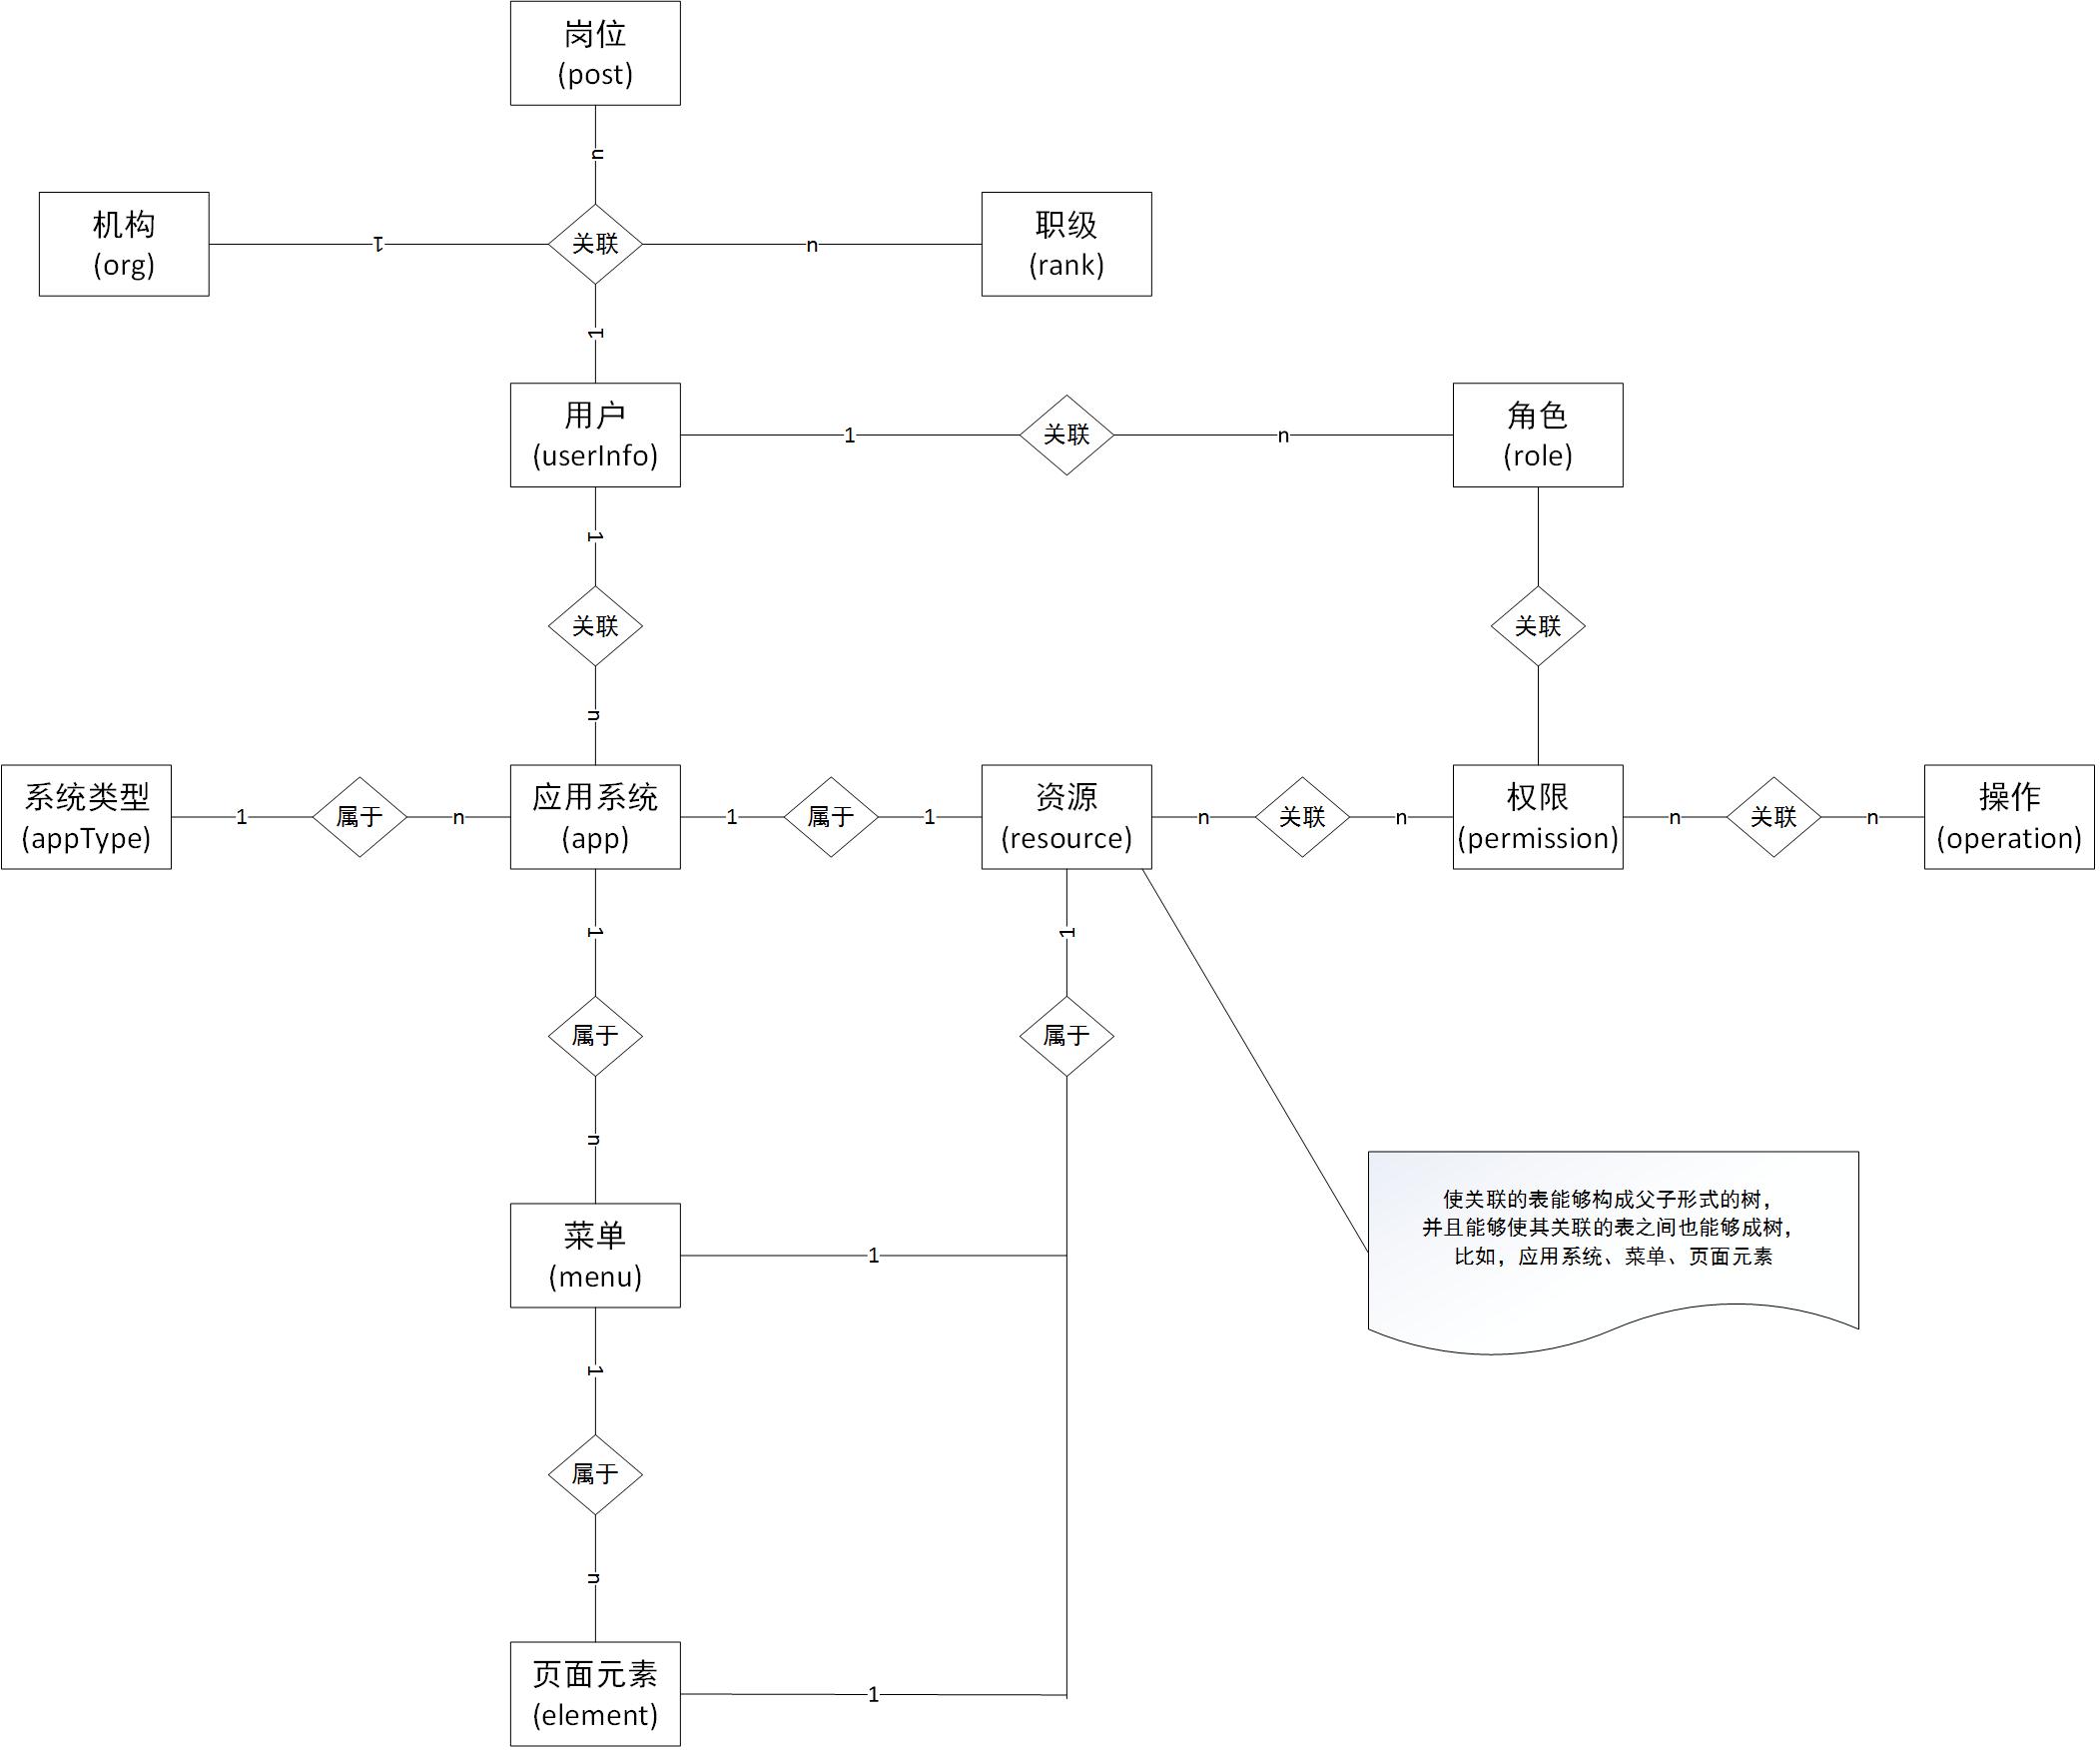 岗位
(post)
n
机构
(org)
1
关联
n
职级
(rank)
1
用户
(userInfo)
1
关联
n
角色
(role)
1
关联
关联
n
系统类型
(appType)
1
属于
n
应用系统
(app)
1
属于
1
资源
(resource)
n
关联
n
权限
(permission)
n
关联
n
操作
(operation)
1
1
属于
属于
n
使关联的表能够构成父子形式的树，
并且能够使其关联的表之间也能够成树，
比如，应用系统、菜单、页面元素
菜单
(menu)
1
1
属于
n
页面元素
(element)
1